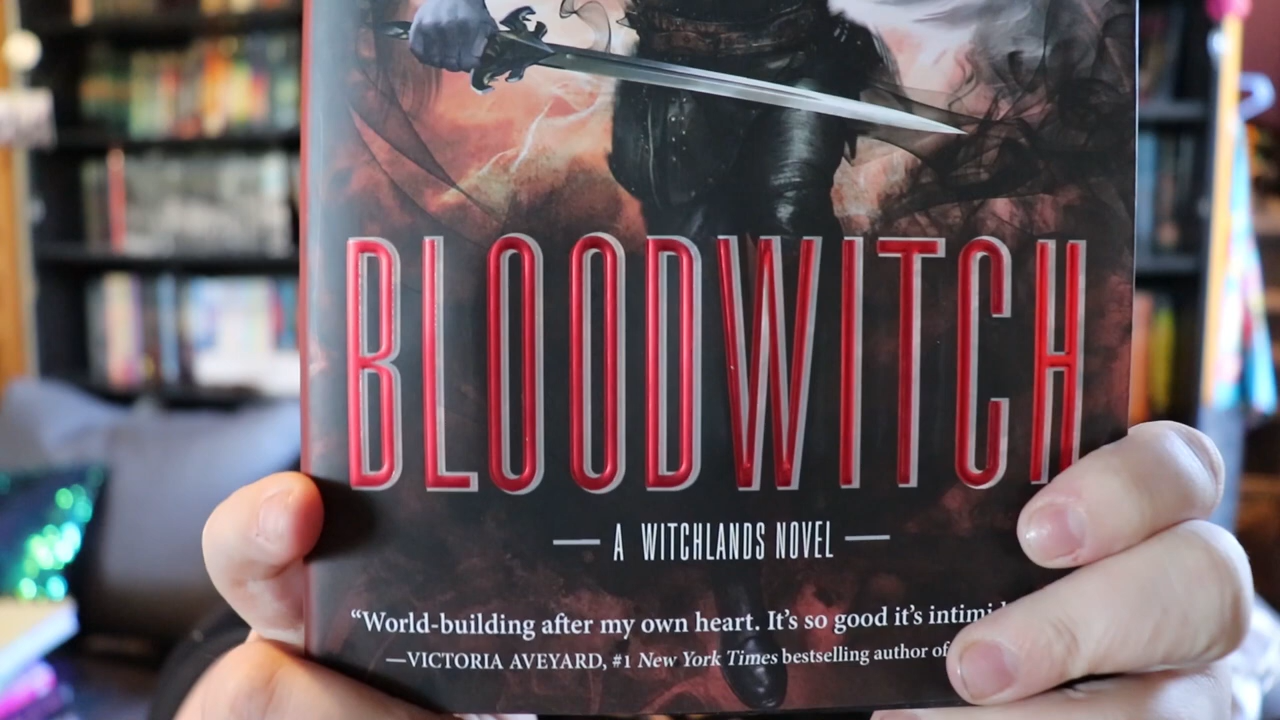 BLOODWITCH
— A WITCHLANDS NOVEL —
“World-building after my own heart. It’s so good it’s
—VICTORIA AVEYARD, #1 New York Times bestselling author of